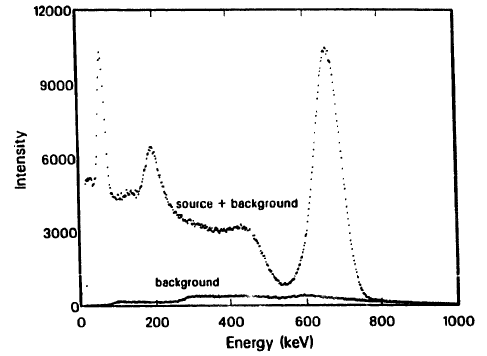 12000
9000
6000
3000
0
Intensity
source + background
background
0 200 400 600 800 1000
Energy (keV)